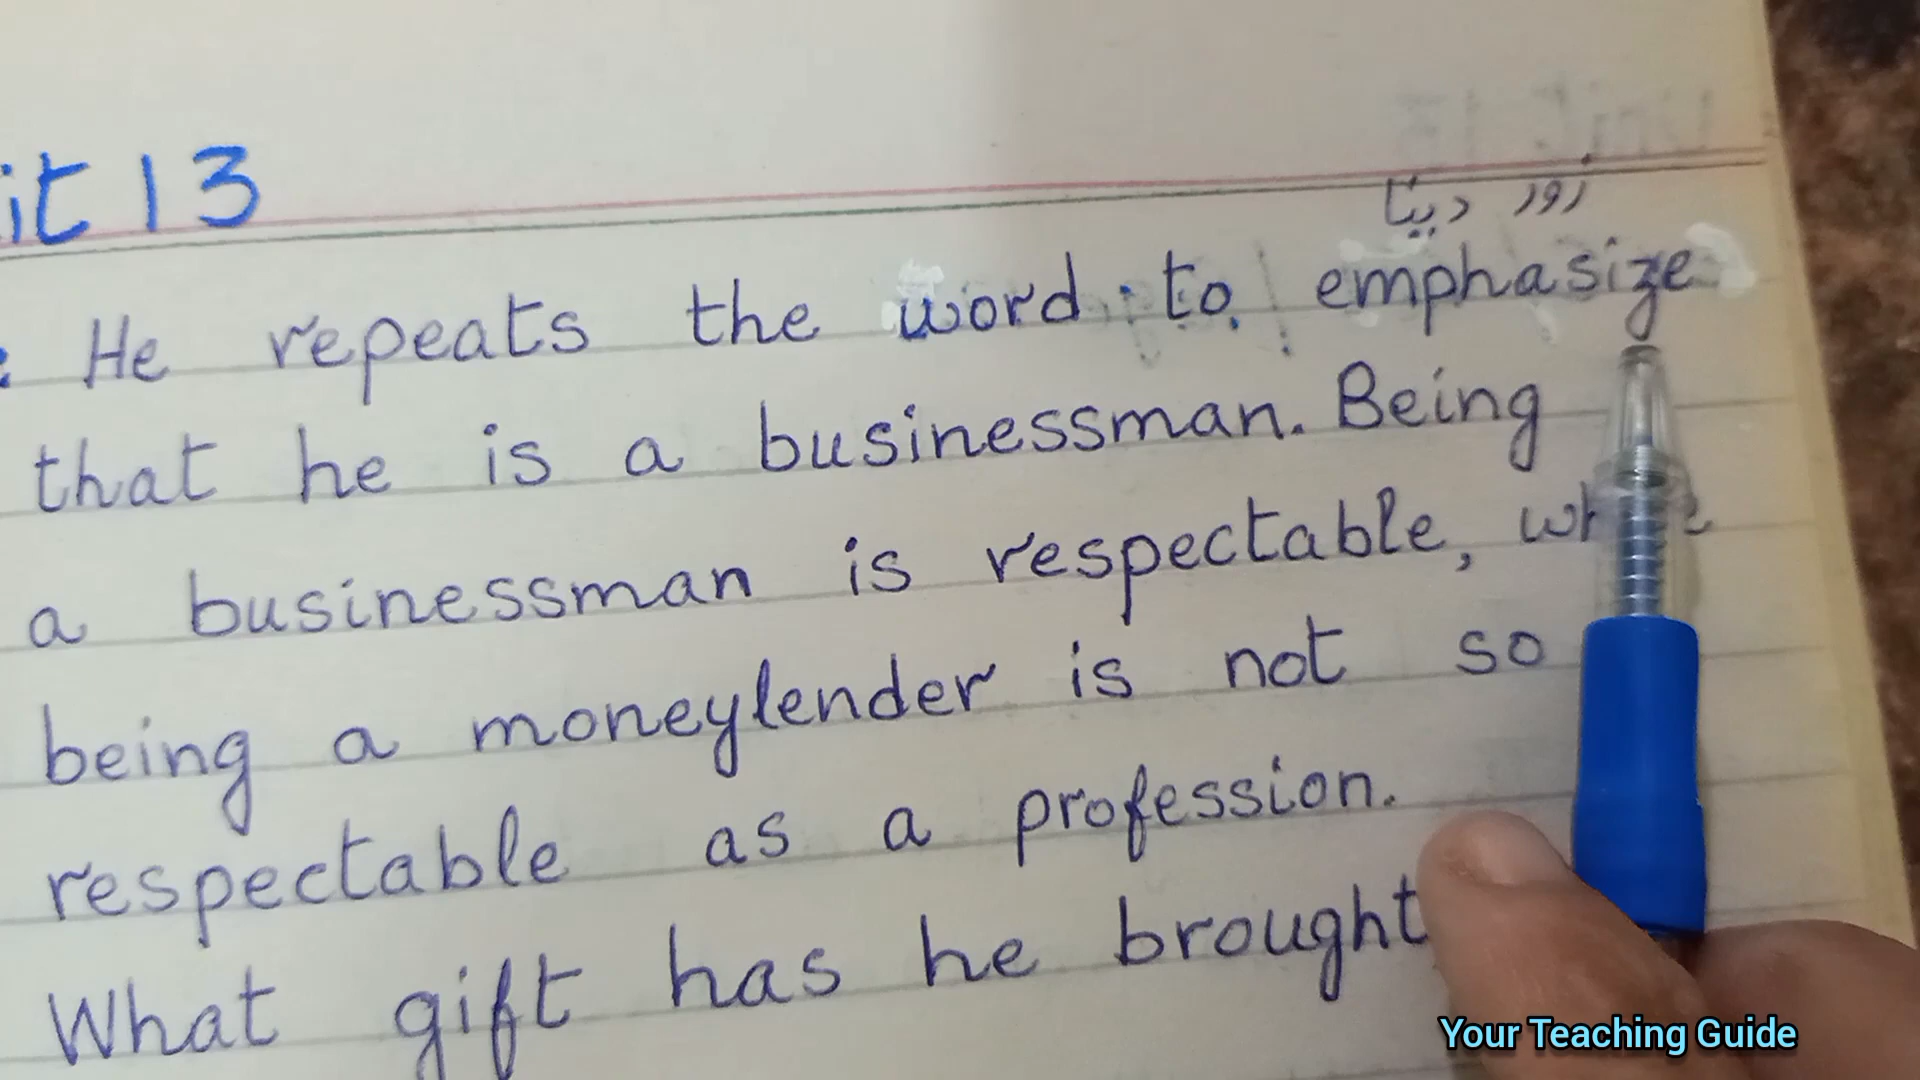 it 13
زور دینا
: He repeats the word to emphasize
that he is a businessman. Being
a businessman is respectable,
being a moneylender is not so
respectable as a profession.
What gift has he brought
Your Teaching Guide